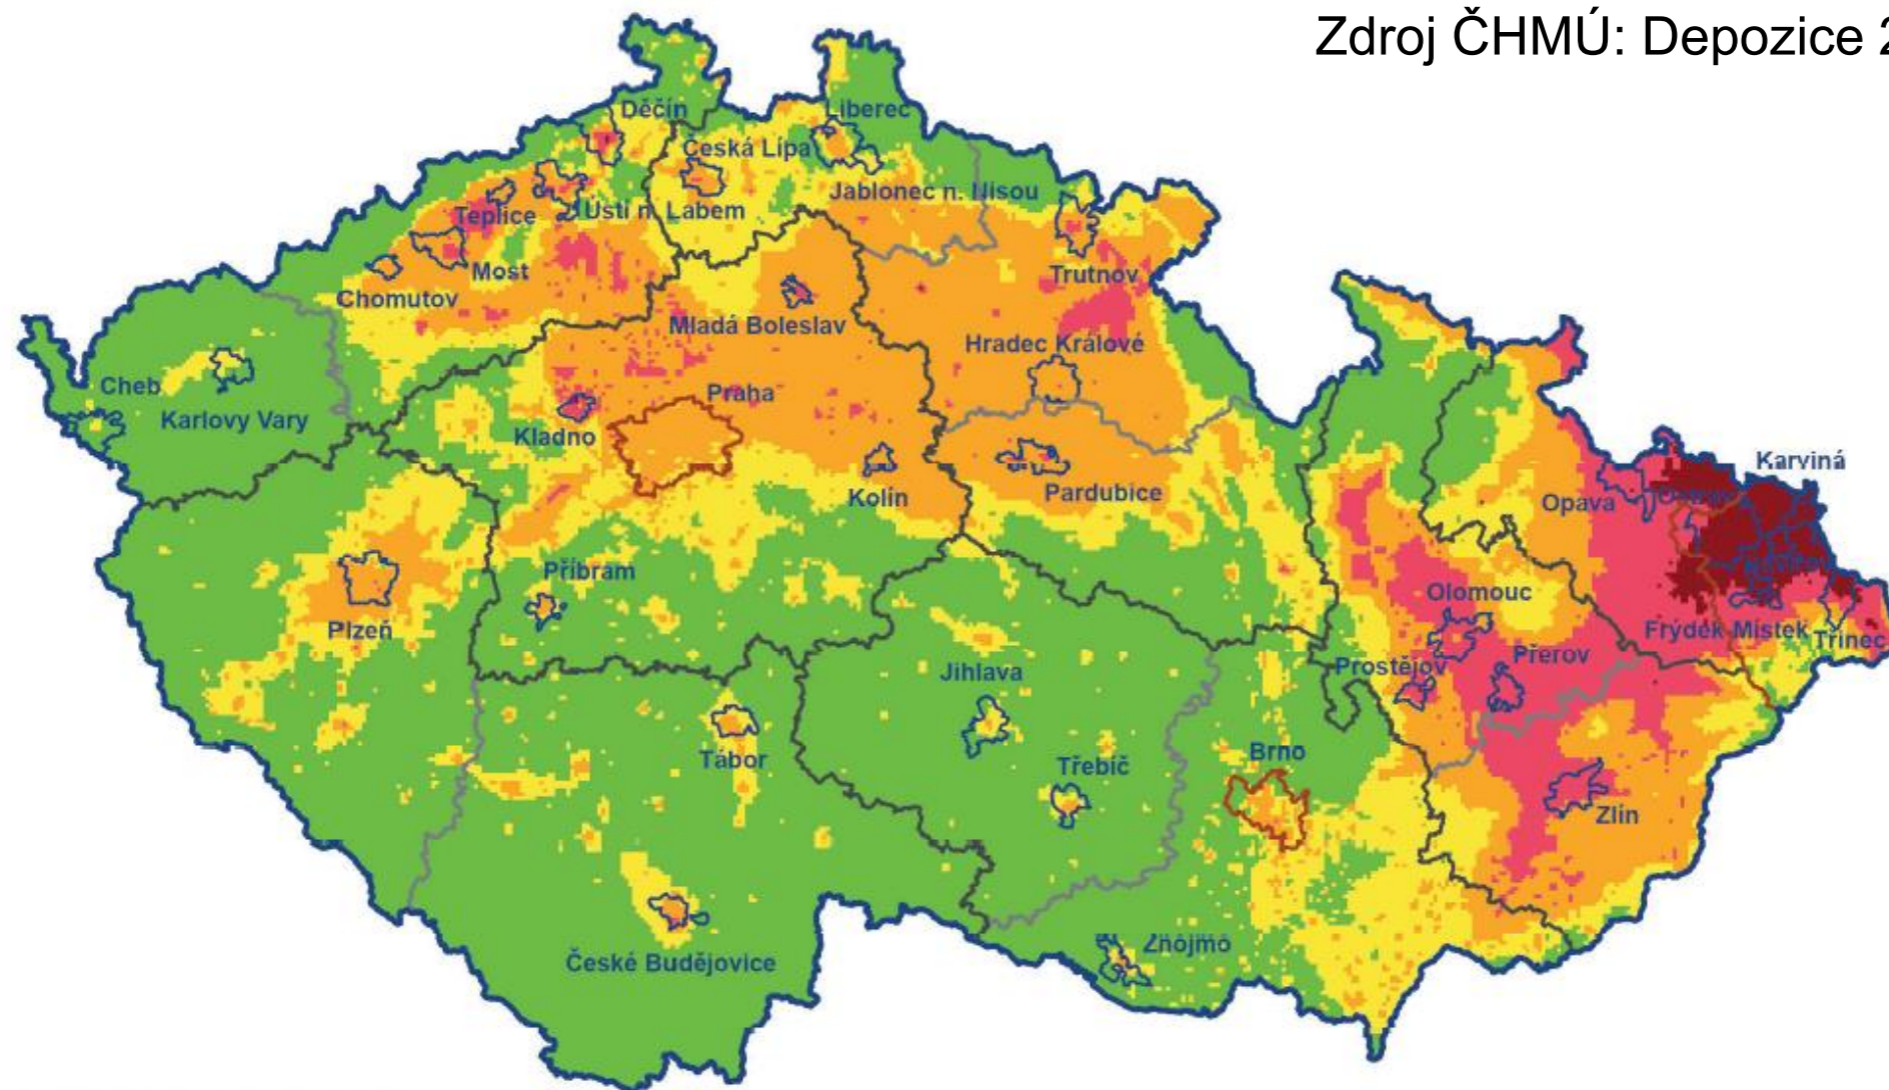 Zdroj ČHMÚ: Depozice 2
Děčín
Liberec
Česká Lípa
Jablonec n. Nisou
Teplice
Ústí n. Labem
Most
Chomutov
Trutnov
Mladá Boleslav
Hradec Králové
Cheb
Karlovy Vary
Praha
Kladno
Kolín
Pardubice
Karviná
Opava
Příbram
Plzeň
Olomouc
Frýdek Místek
Třinec
Přerov
Prostějov
Jihlava
Tábor
Třebíč
Brno
Zlín
Znojmo
České Budějovice